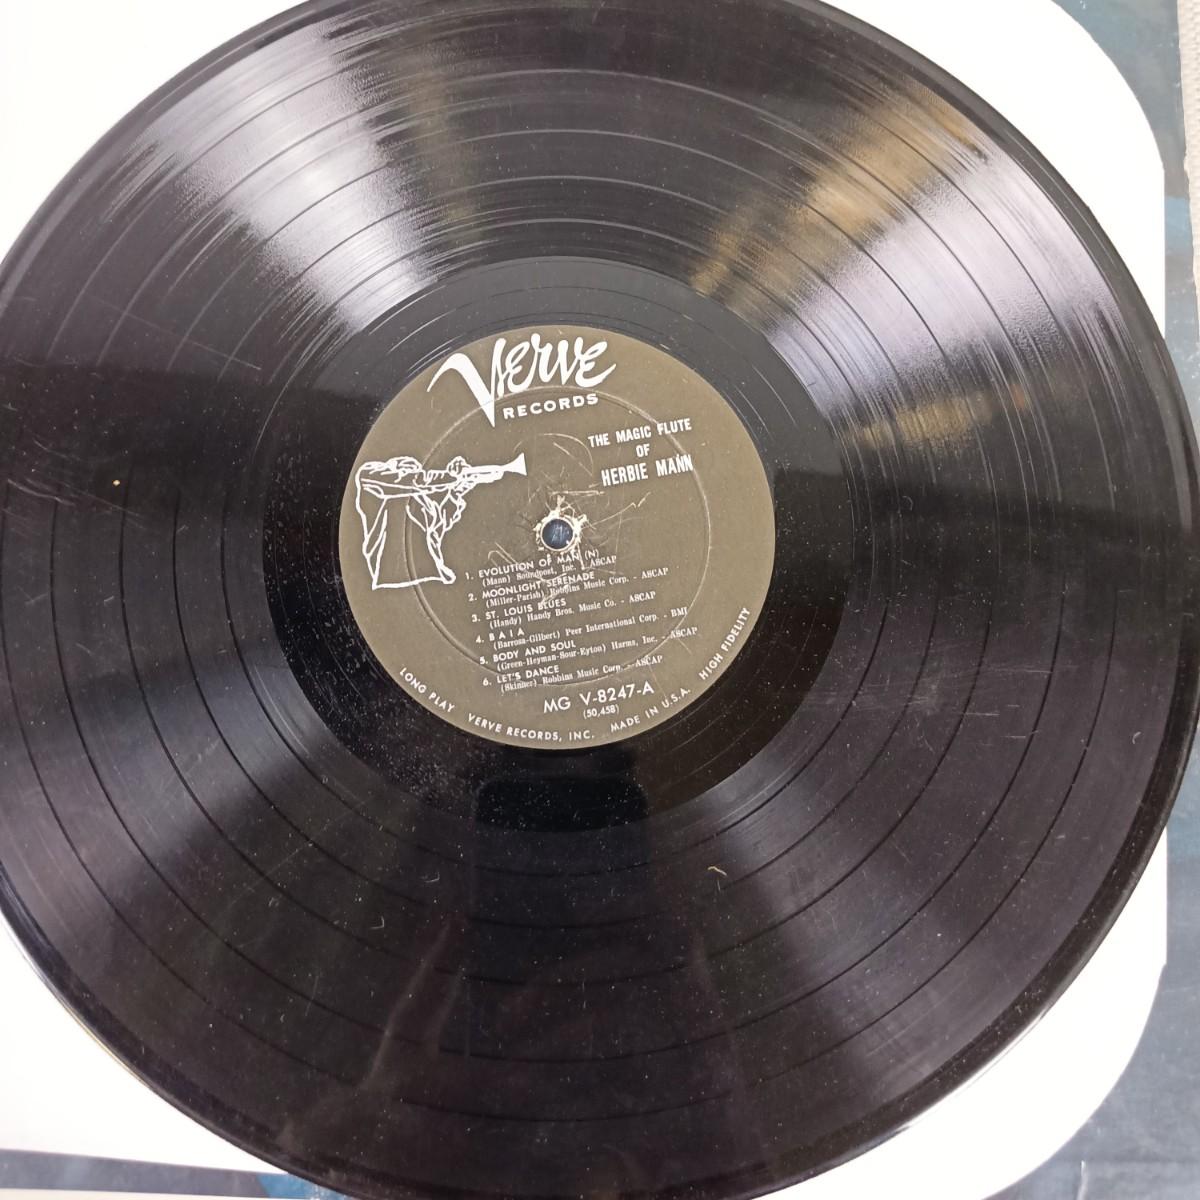 Verve
RECORDS
THE MAGIC FLUTE
OF
HERBIE MANN
1. EVOLUTION OF MAN (N)
(Mann) Soundpost, Inc. - ASCAP
2. MOONLIGHT SERENADE
(Miller-Parish) Robbins Music Corp. - ASCAP
3. ST. LOUIS BLUES
(Handy) Handy Bros. Music Co. - ASCAP
4. BAIA
(Barrosa-Gilbert) Peer International Corp. - BMI
5. BODY AND SOUL
(Green-Heyman-Sour-Eyton) Harms, Inc. - ASCAP
6. LET'S DANCE
(Skinner) Robbins Music Corp. - ASCAP
MG V-8247-A
(50,458)
LONG PLAY VERVE RECORDS, INC. MADE IN U.S.A. HIGH FIDELITY